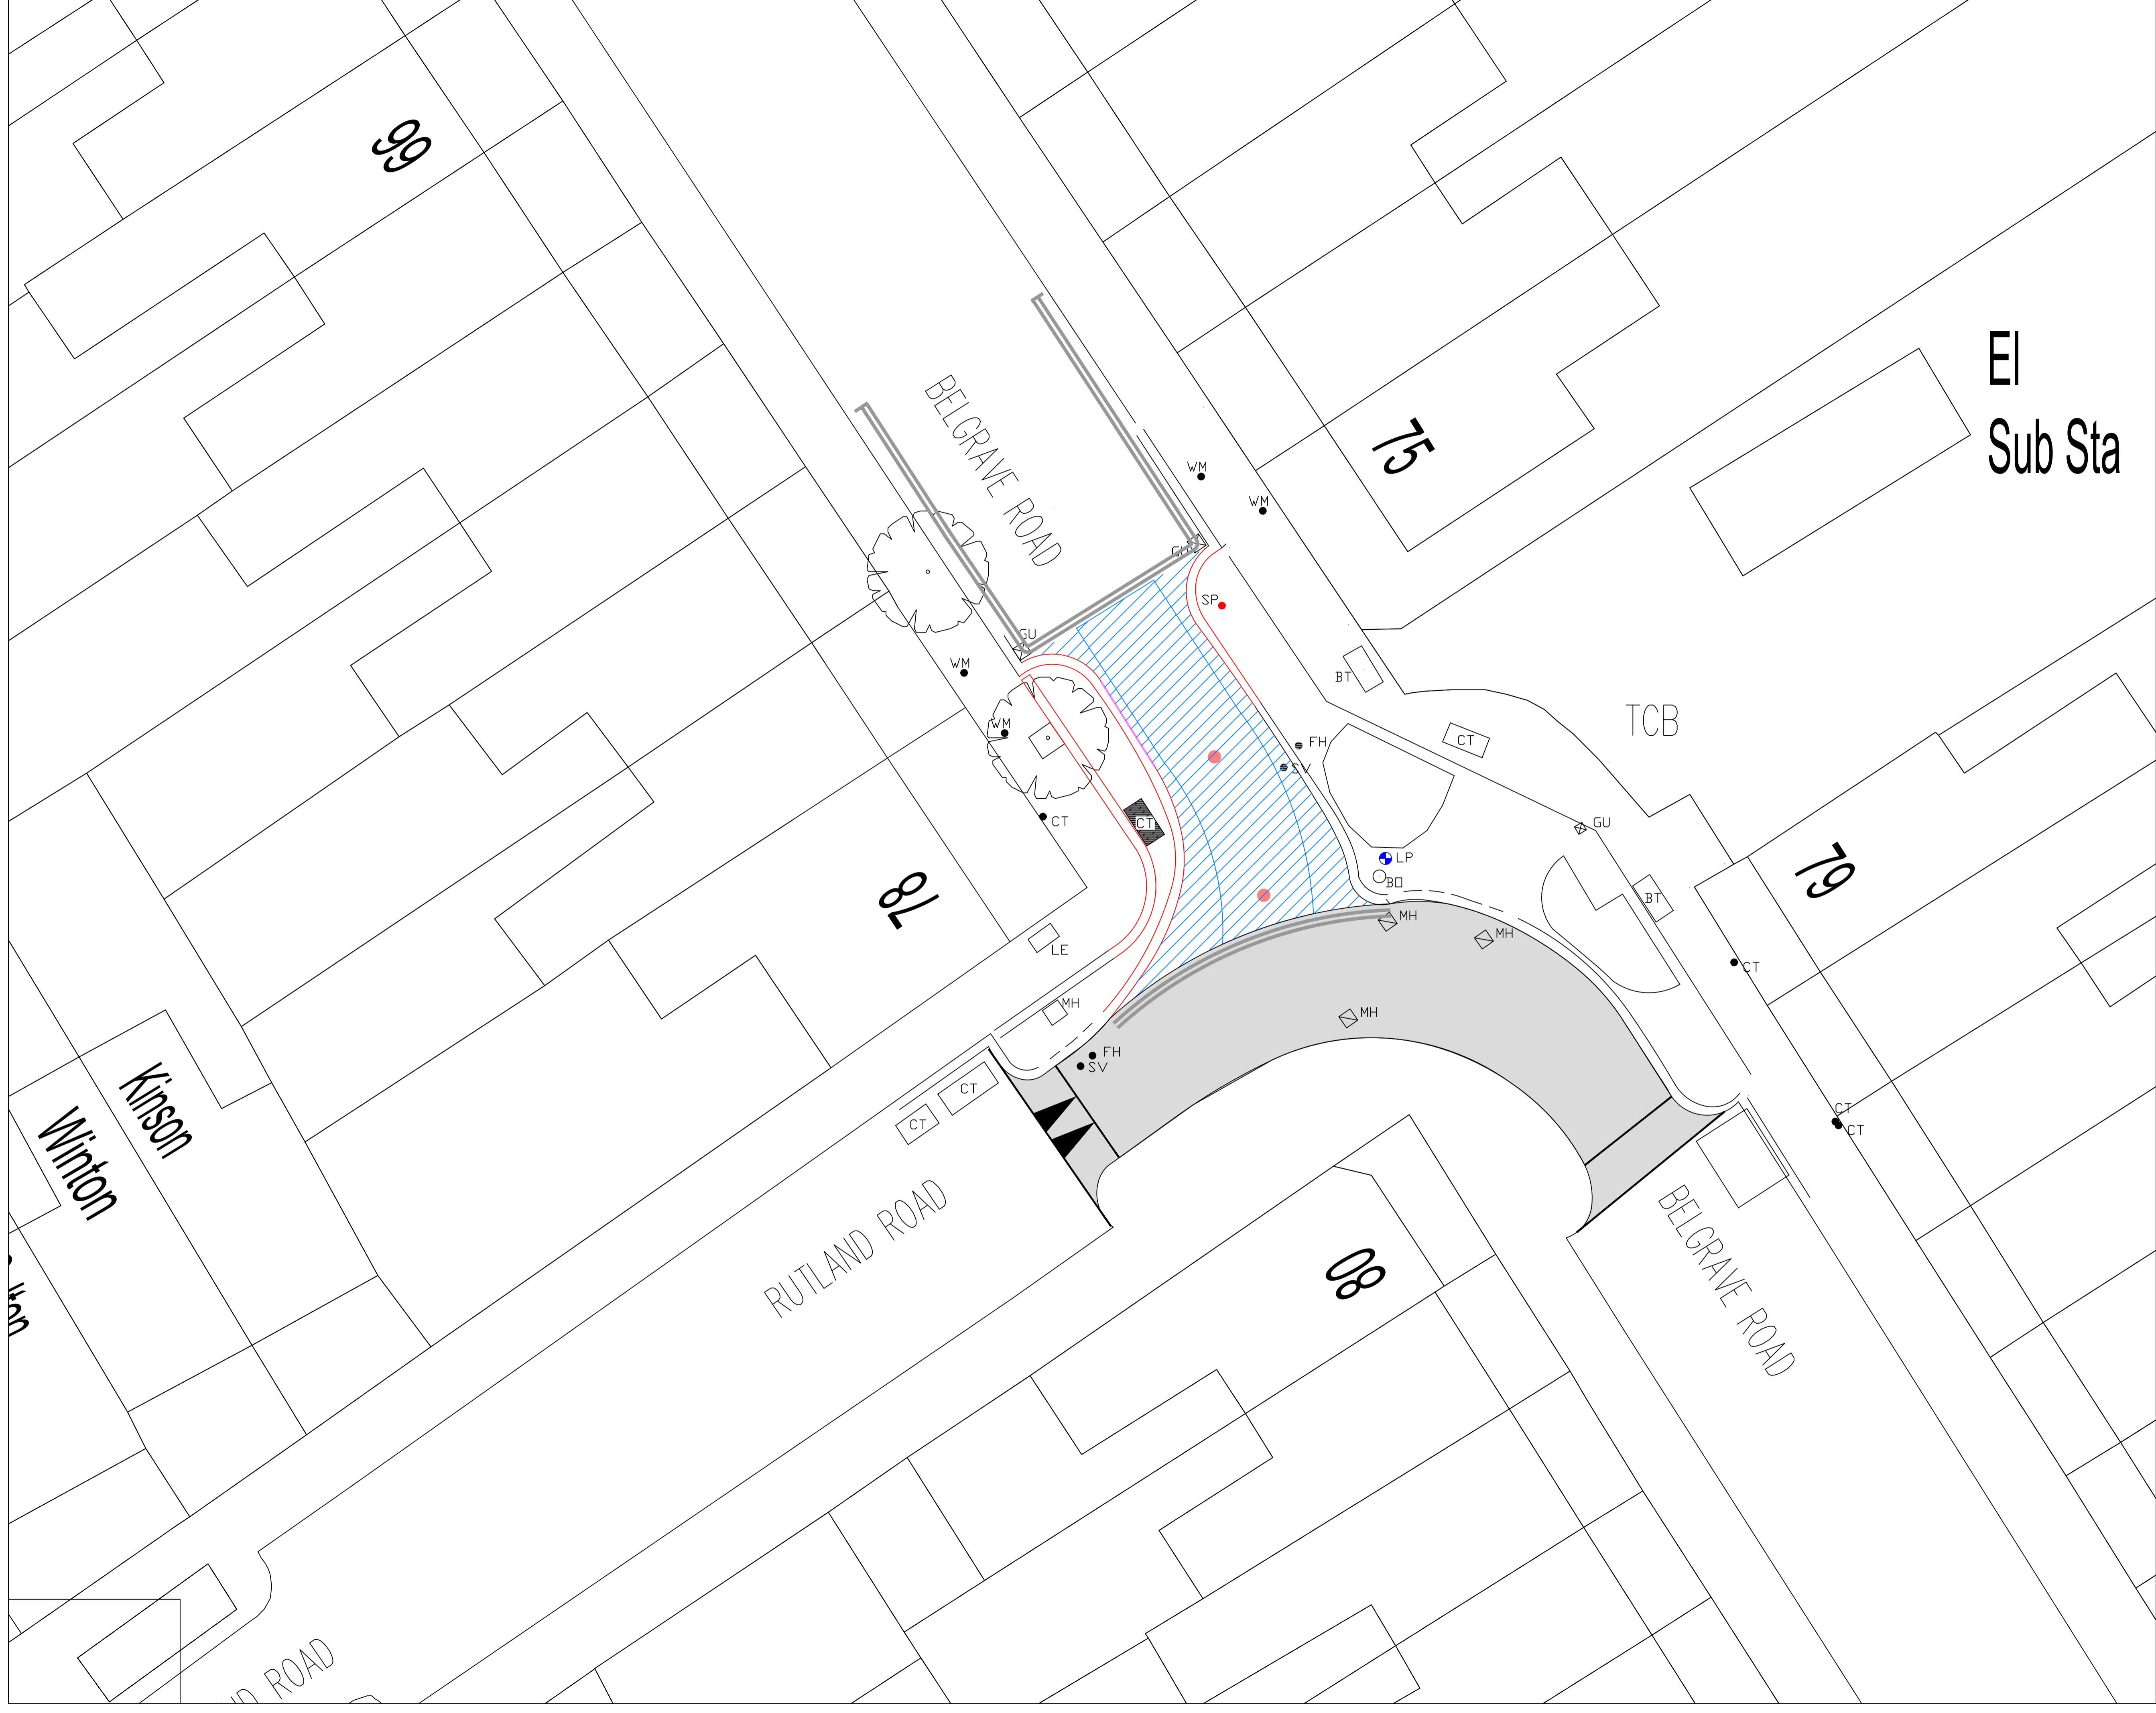 66
El
Sub Sta
BELGRAVE ROAD
75
WM
WM
GU
SP
GU
WM
BT
WM
TCB
FH
CT
SV
CT
CT
GU
LP
79
BO
78
BT
MH
MH
LE
CT
MH
MH
FH
SV
CT
CT
CT
CT
Kinson
Winton
RUTLAND ROAD
BELGRAVE ROAD
80
ROAD